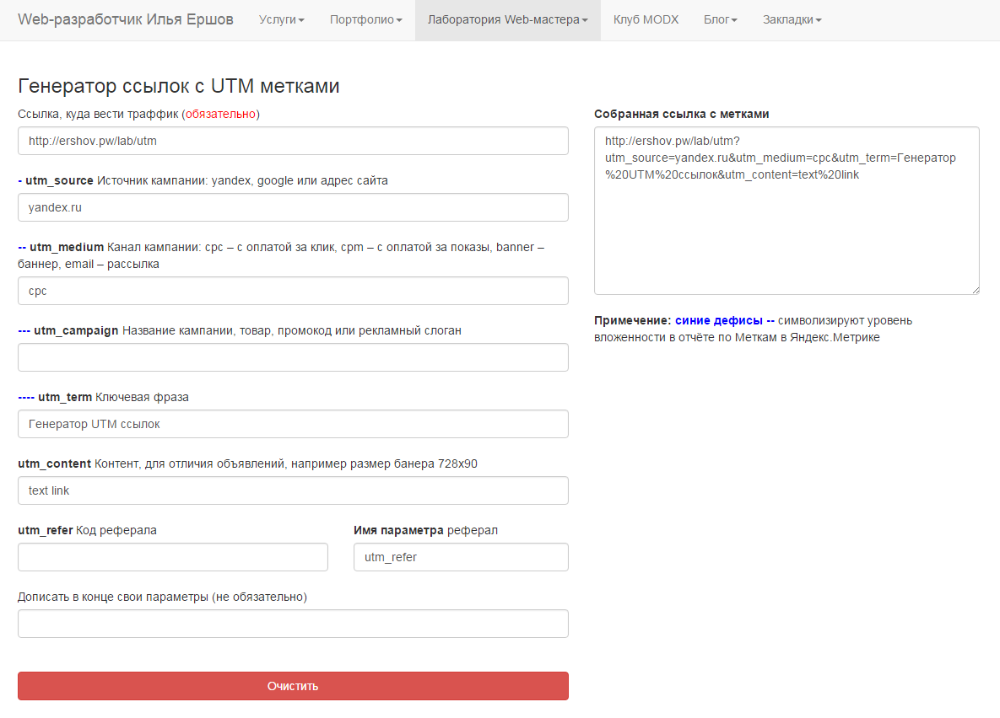 Web-разработчик Илья Ершов Услуги Портфолио Лаборатория Web-мастера Клуб MODX Блог Закладки
Генератор ссылок с UTM метками
Ссылка, куда вести траффик (обязательно)
http://ershov.pw/lab/utm
- utm_source Источник кампании: yandex, google или адрес сайта
yandex.ru
-- utm_medium Канал кампании: cpc – с оплатой за клик, cpm – с оплатой за показы, banner –
баннер, email – рассылка
cpc
--- utm_campaign Название кампании, товар, промокод или рекламный слоган
---- utm_term Ключевая фраза
Генератор UTM ссылок
utm_content Контент, для отличия объявлений, например размер банера 728x90
text link
utm_refer Код реферала
Имя параметра реферал
utm_refer
Дописать в конце свои параметры (не обязательно)
Очистить
Собранная ссылка с метками
http://ershov.pw/lab/utm?
utm_source=yandex.ru&utm_medium=cpc&utm_term=Генератор
%20UTM%20ссылок&utm_content=text%20link
Примечание: синие дефисы -- символизируют уровень
вложенности в отчёте по Меткам в Яндекс.Метрике